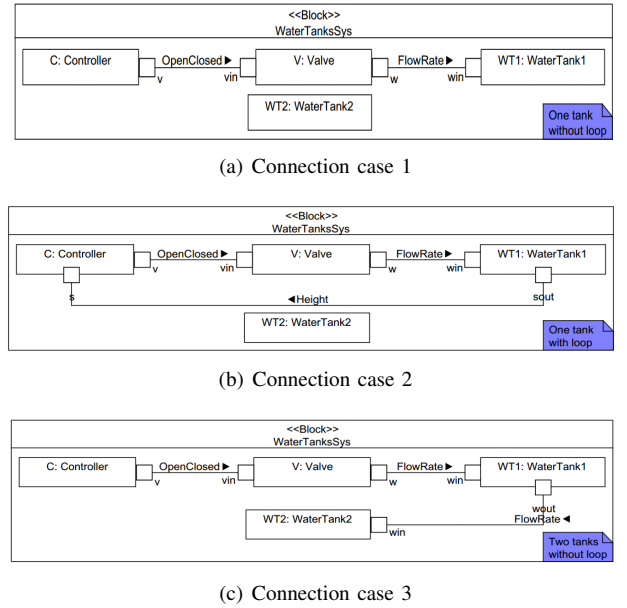 <<Block>>
WaterTanksSys
C: Controller
OpenClosed ▶
V: Valve
FlowRate ▶
WT1: WaterTank1
v
vin
w
win
WT2: WaterTank2
One tank
without loop
(a) Connection case 1
<<Block>>
WaterTanksSys
C: Controller
OpenClosed ▶
V: Valve
FlowRate ▶
WT1: WaterTank1
v
vin
w
win
s
◀Height
sout
WT2: WaterTank2
One tank
with loop
(b) Connection case 2
<<Block>>
WaterTanksSys
C: Controller
OpenClosed ▶
V: Valve
FlowRate ▶
WT1: WaterTank1
v
vin
w
win
wout
WT2: WaterTank2
FlowRate ◀
win
Two tanks
without loop
(c) Connection case 3